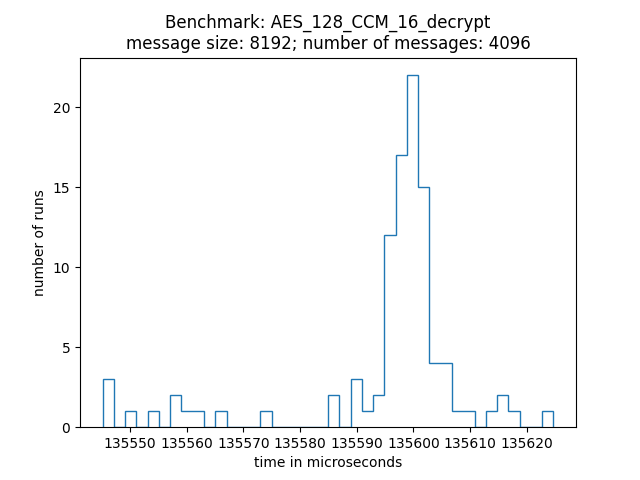 Benchmark: AES_128_CCM_16_decrypt
message size: 8192; number of messages: 4096
20
15
10
5
0
number of runs
135550 135560 135570 135580 135590 135600 135610 135620
time in microseconds